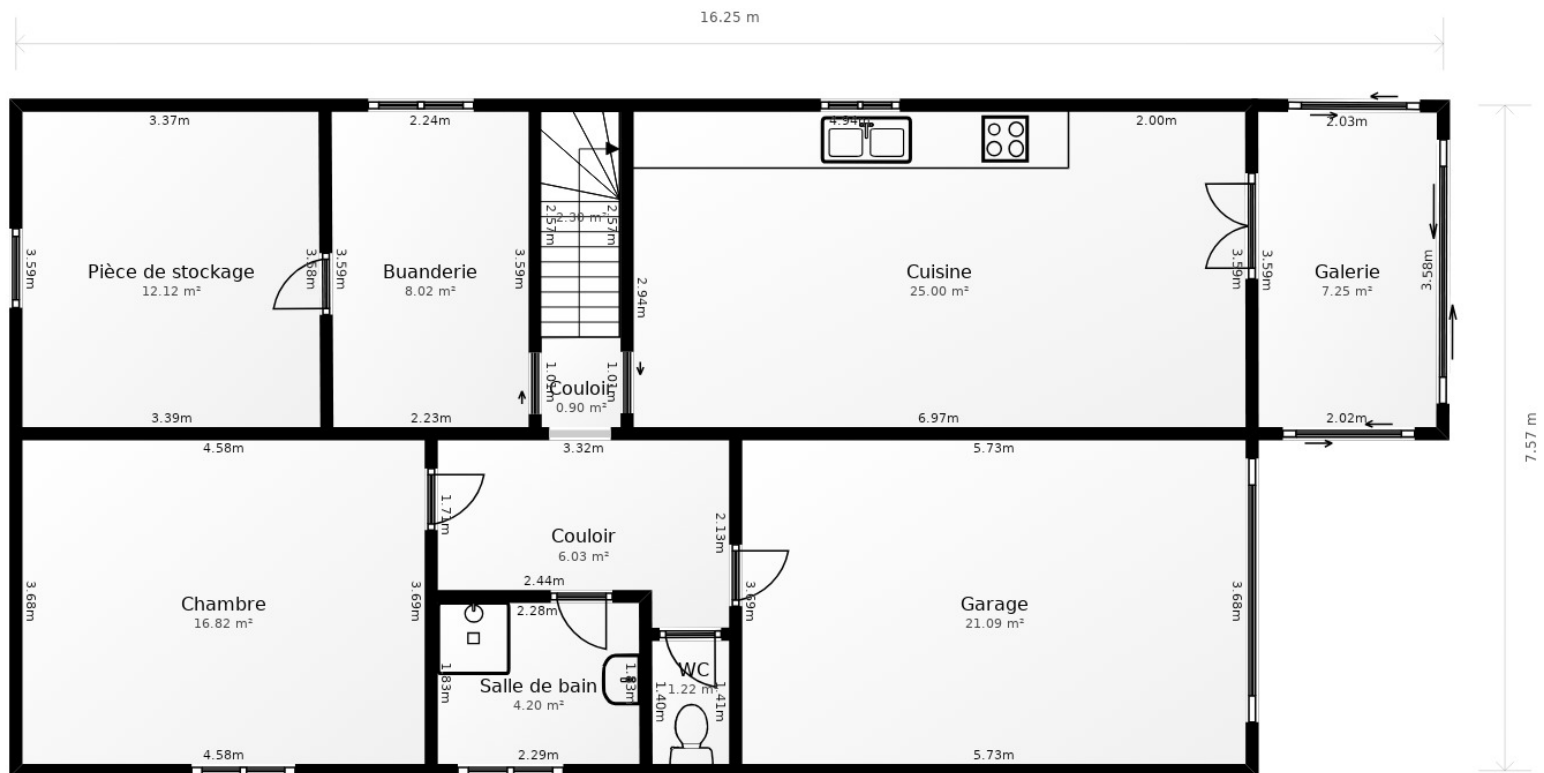 16.25 m
3.37m
2.24m
4.94m
2.00m
2.03m
2.57m
2.30 m²
2.57m
3.59m
3.58m
3.59m
3.59m
2.94m
3.59m
3.59m
3.58m
Pièce de stockage
12.12 m²
Buanderie
8.02 m²
Cuisine
25.00 m²
Galerie
7.25 m²
1.01m
1.01m
Couloir
0.90 m²
3.39m
2.23m
6.97m
2.02m
7.57 m
4.58m
3.32m
5.73m
1.71m
2.13m
Couloir
6.03 m²
2.44m
3.68m
3.69m
3.69m
3.68m
Chambre
16.82 m²
2.28m
Garage
21.09 m²
1.83m
Salle de bain
4.20 m²
WC
1.22 m²
1.40m
1.41m
4.58m
2.29m
5.73m